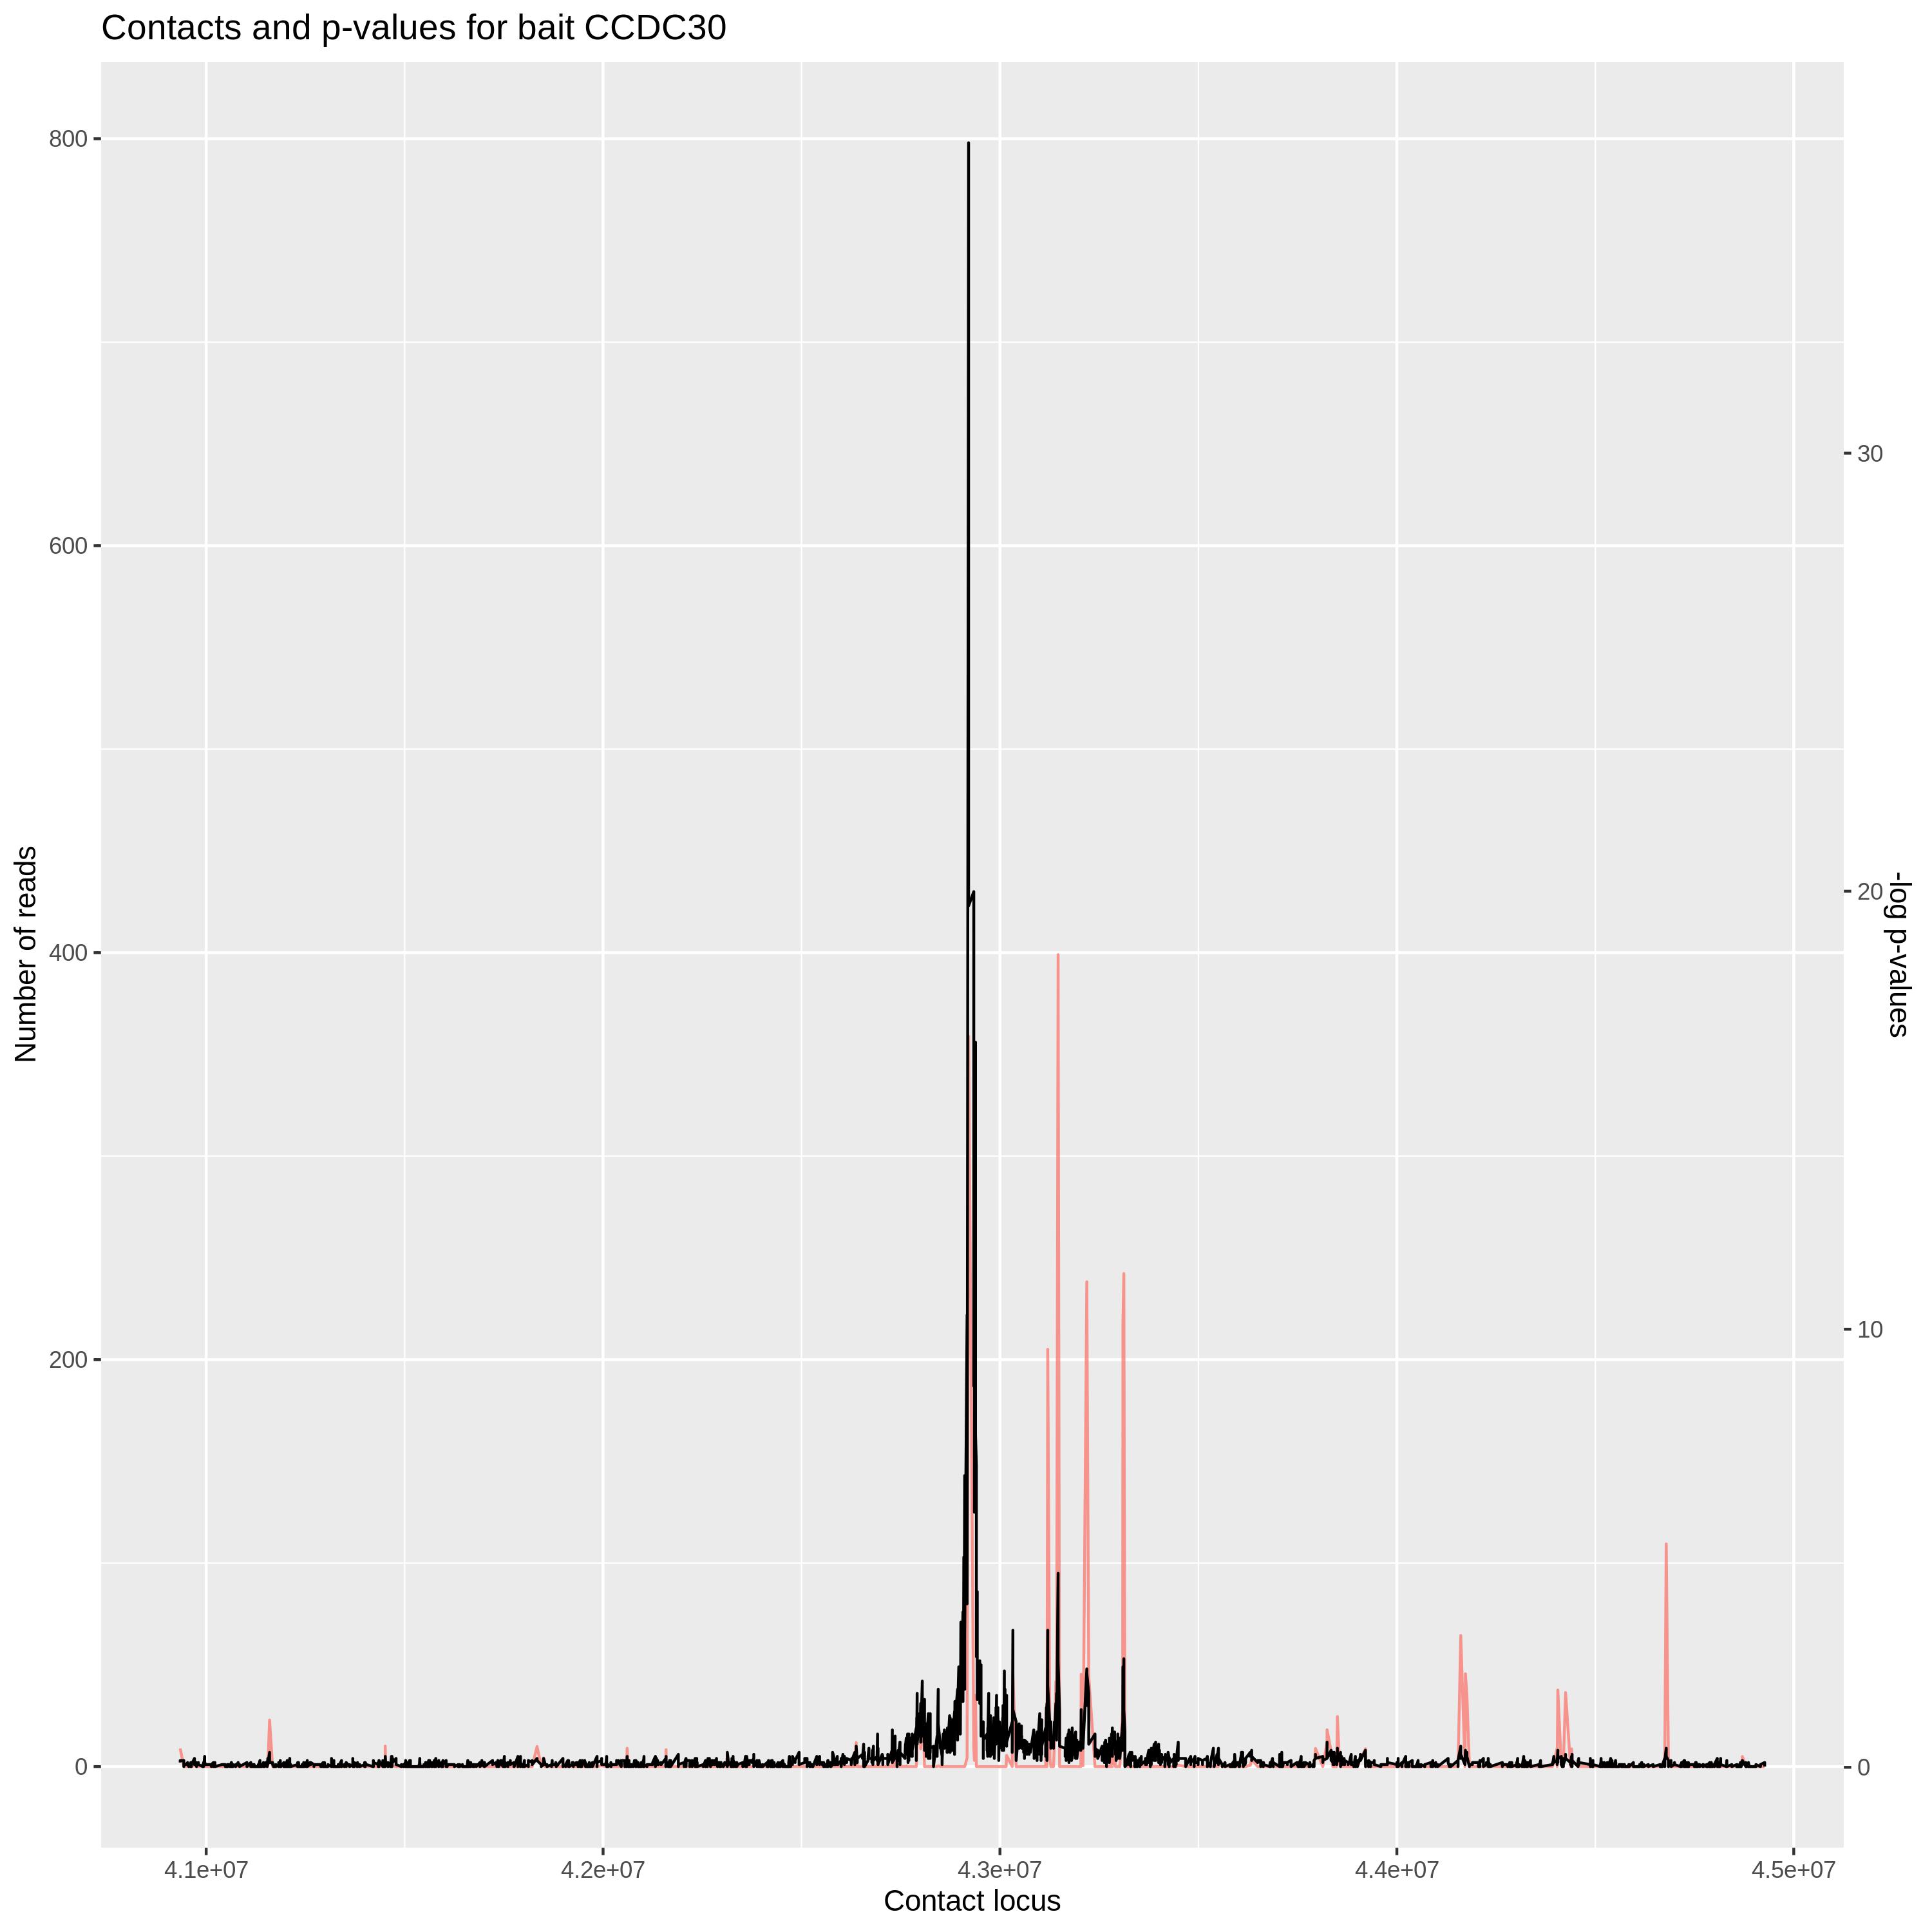 Contacts and p-values for bait CCDC30
800
600
400
200
0
Number of reads
30
20
10
0
-log p-values
4.1e+07
4.2e+07
4.3e+07
4.4e+07
4.5e+07
Contact locus